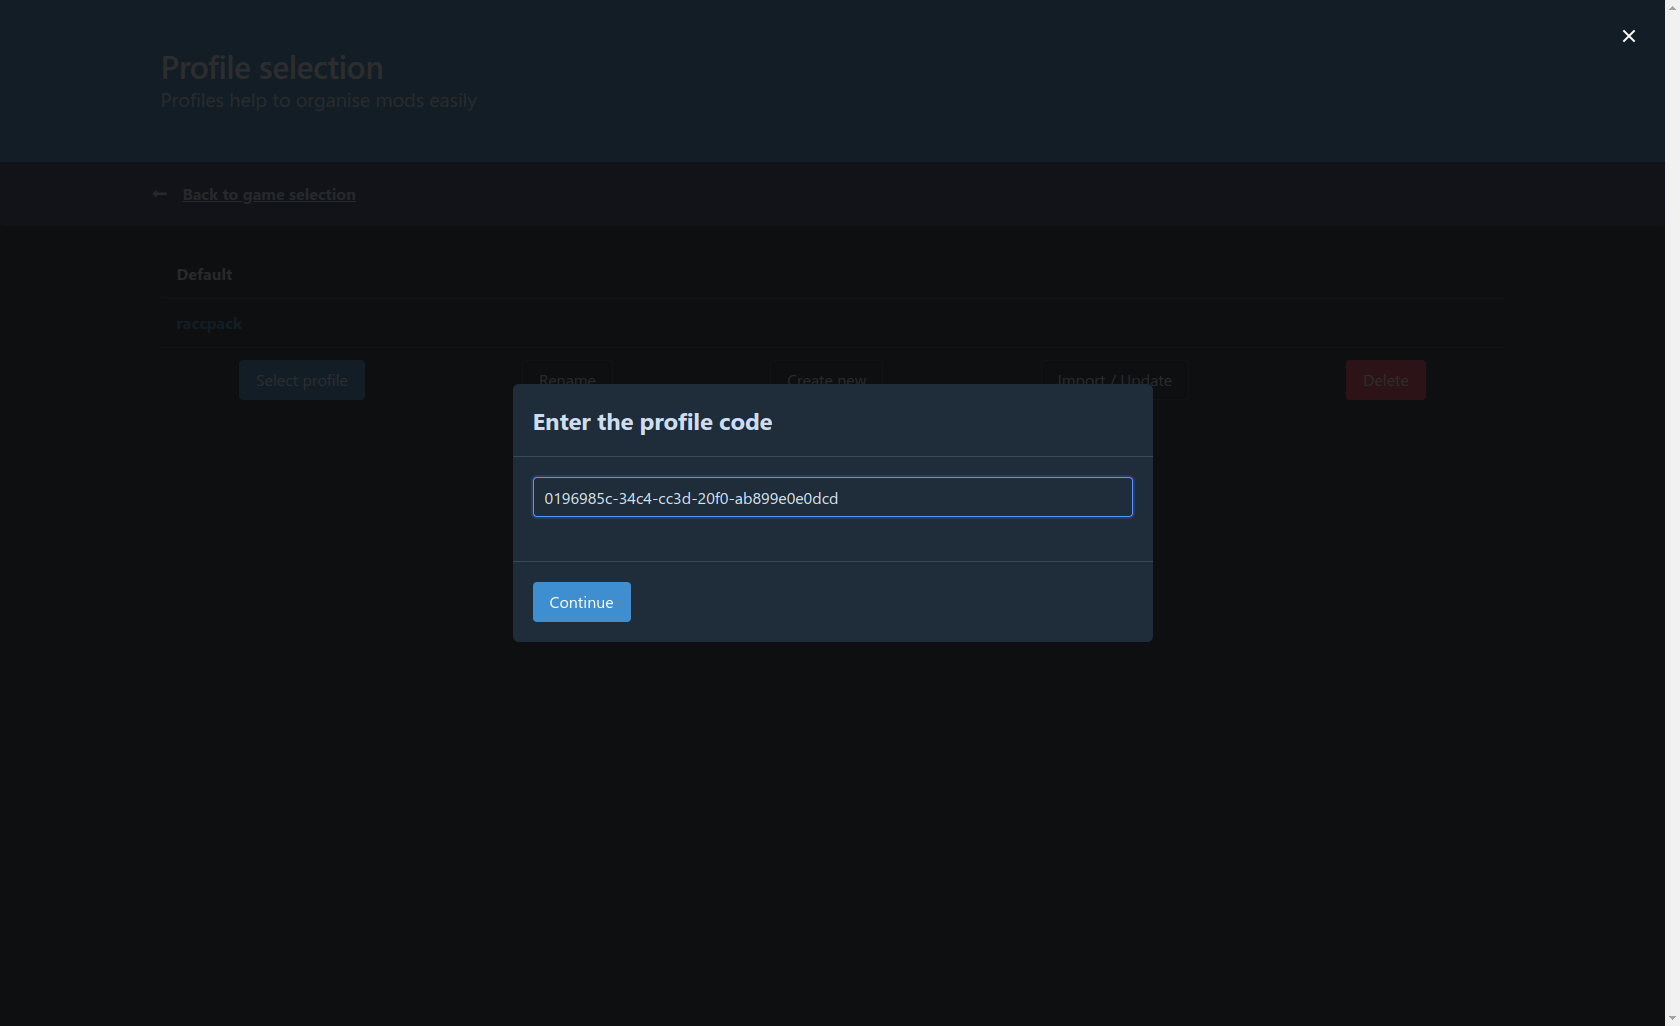 Profile selection
Profiles help to organise mods easily
Back to game selection
Default
raccpack
Select profile
Rename
Create new
Import / Update
Delete
Enter the profile code
0196985c-34c4-cc3d-20f0-ab899e0e0dcd
Continue